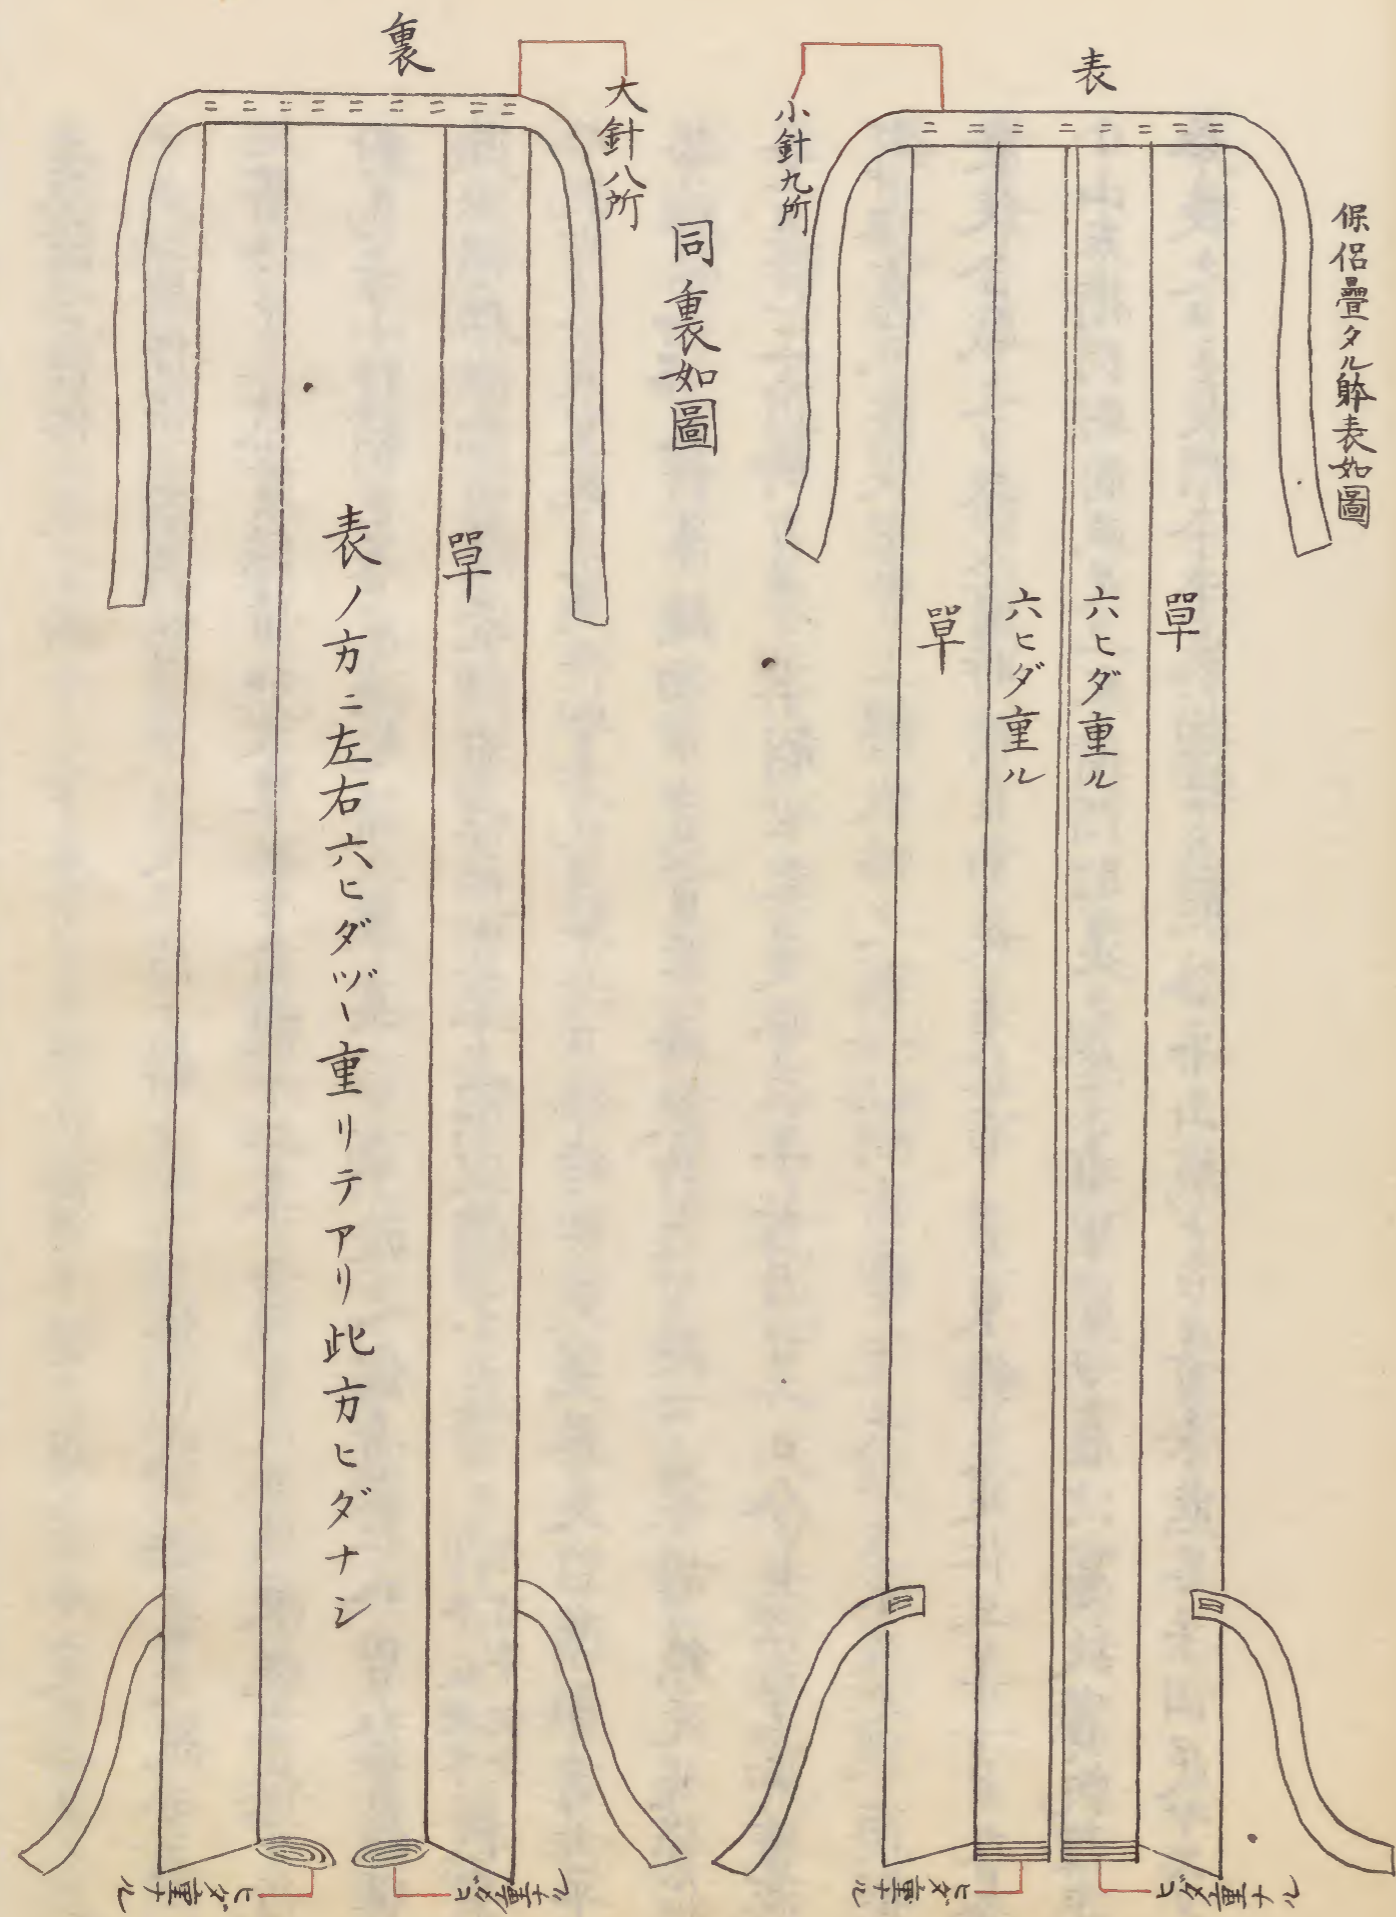 保侶疊タル躰表如圖
表
小針九所
單
六ヒダ重ル
六ヒダ重ル
單
ヒダ重ナル
ヒダ重ナル
同裏如圖
裏
大針八所
單
表ノ方ニ左右六ヒダヅヽ重リテアリ此方ヒダナシ
ヒダ重ナル
ヒダ重ナル